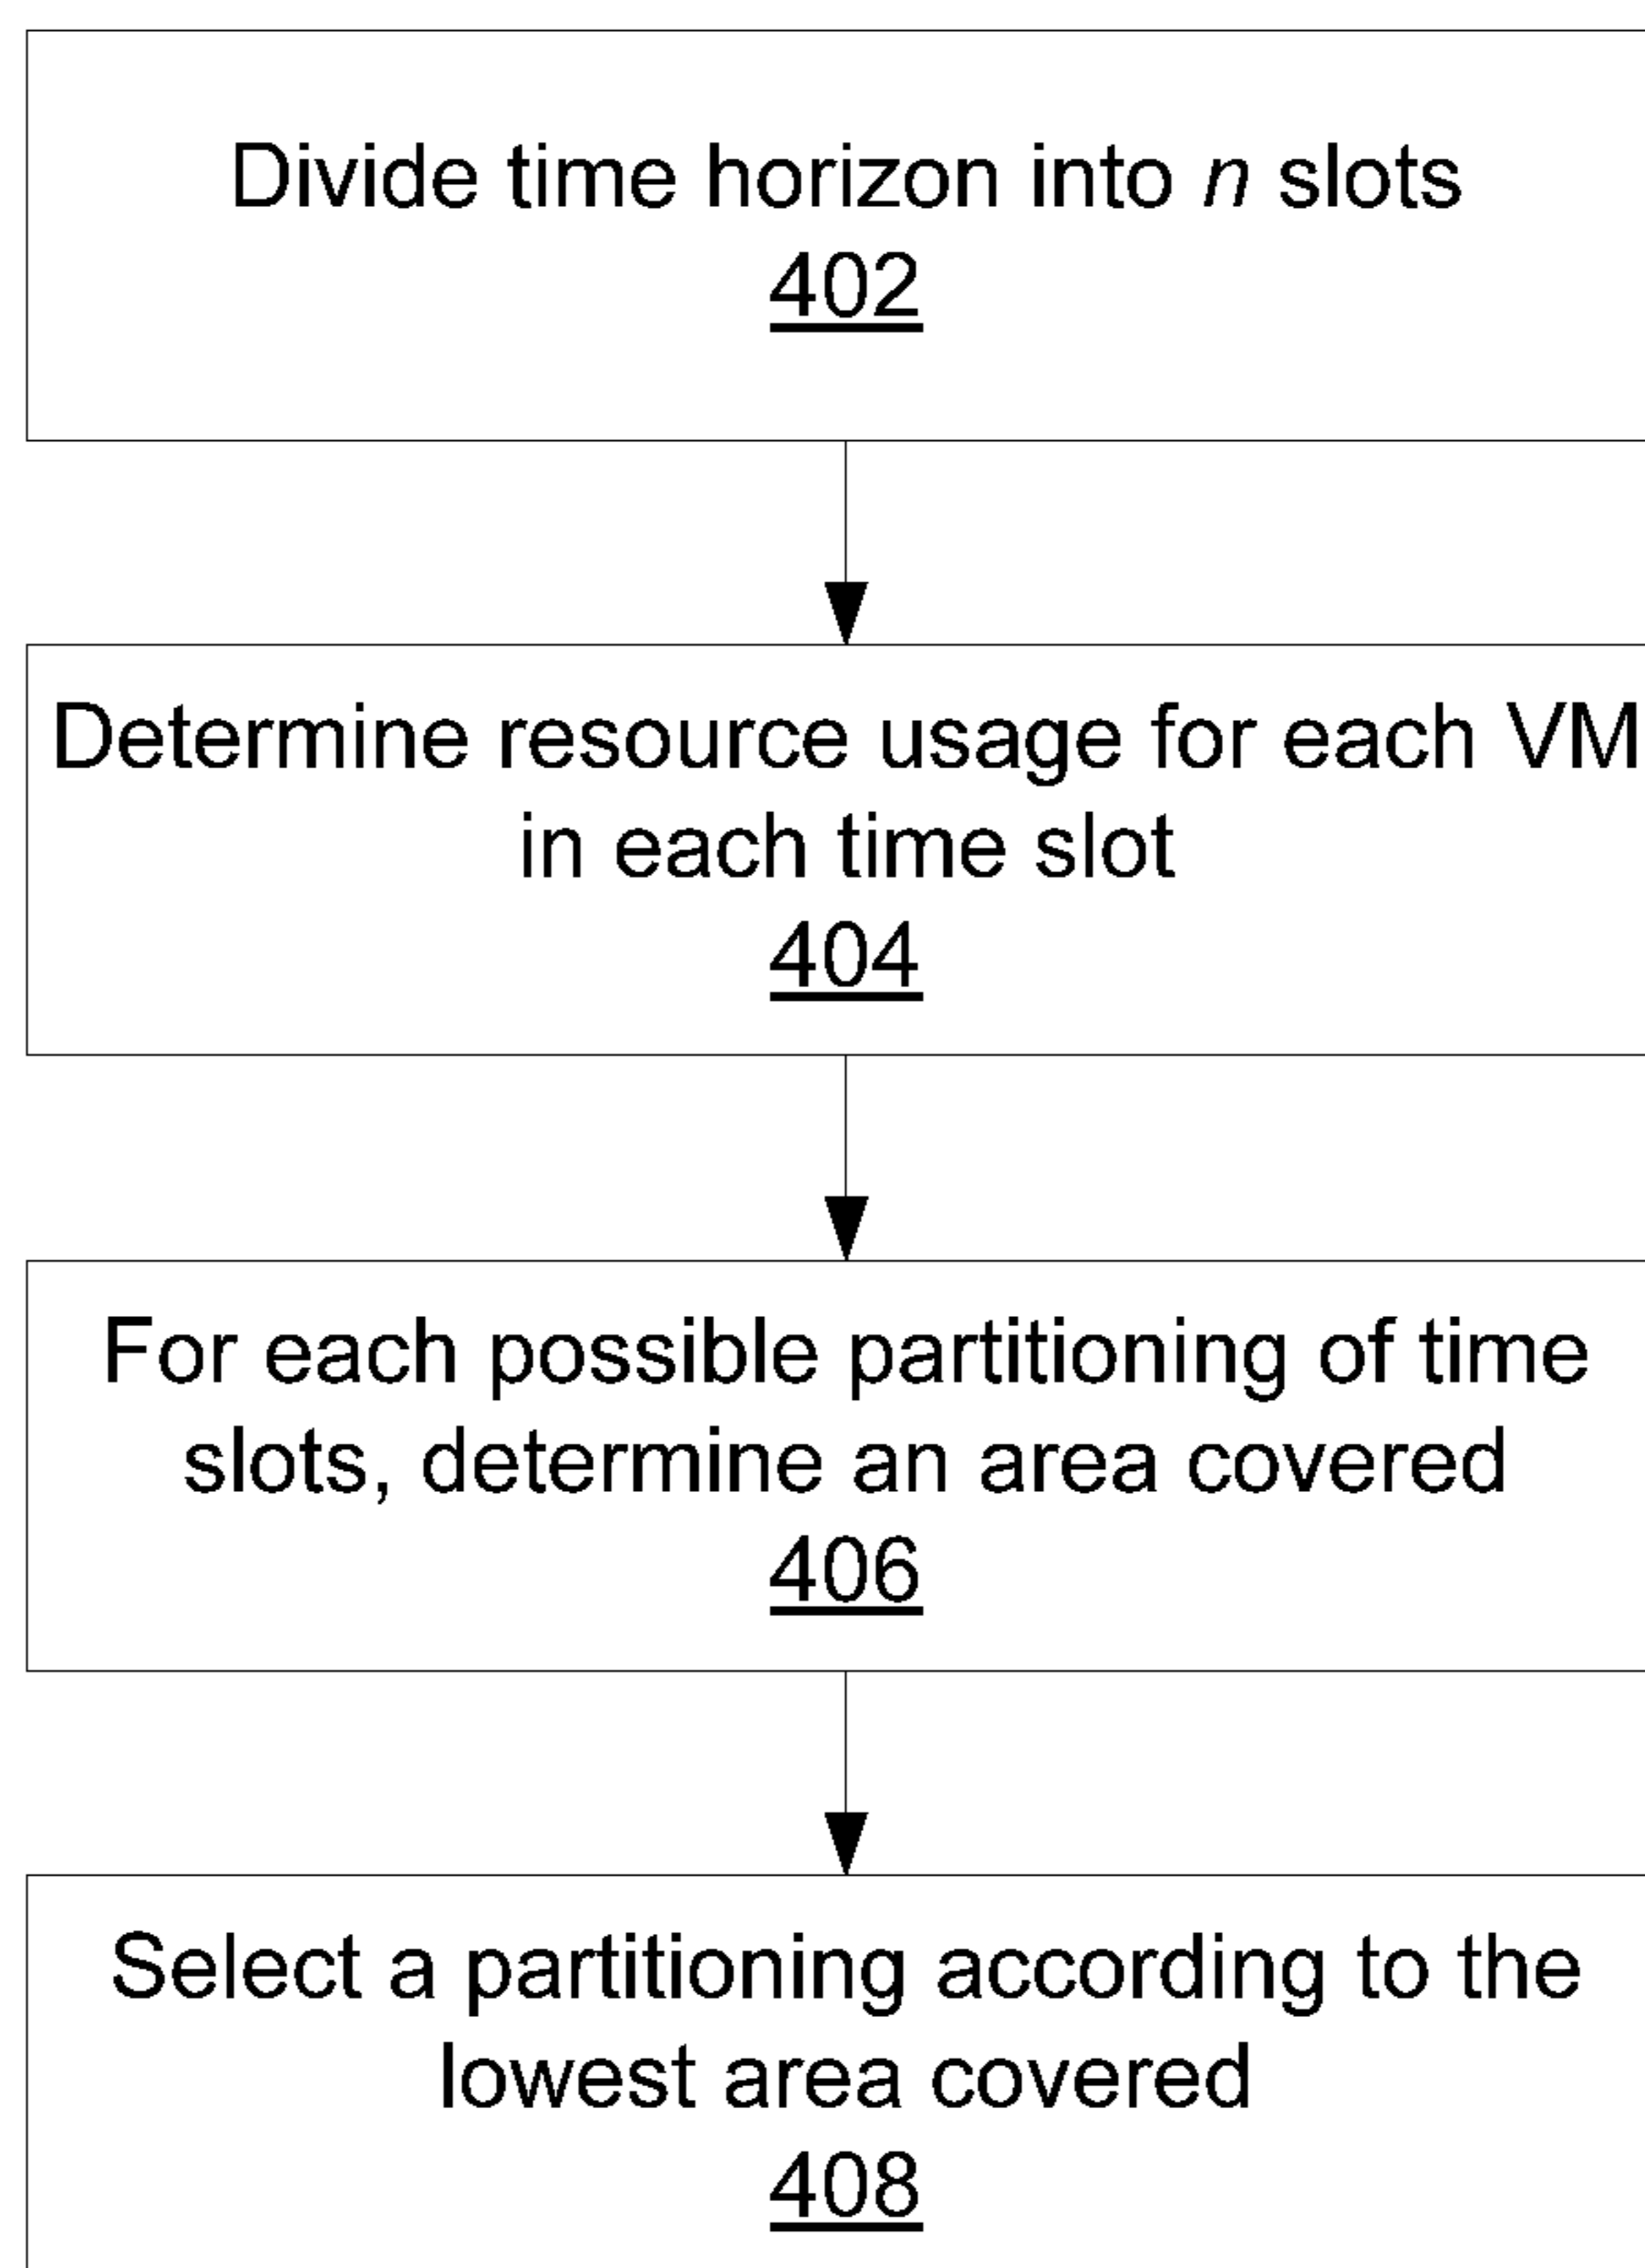 Divide time horizon into n slots
402
Determine resource usage for each VM
in each time slot
404
For each possible partitioning of time
slots, determine an area covered
406
Select a partitioning according to the
lowest area covered
408